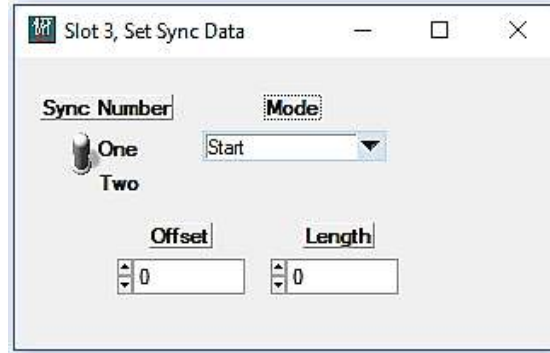 Slot 3, Set Sync Data
Sync Number Mode
One Start
Two
Offset Length
0 0